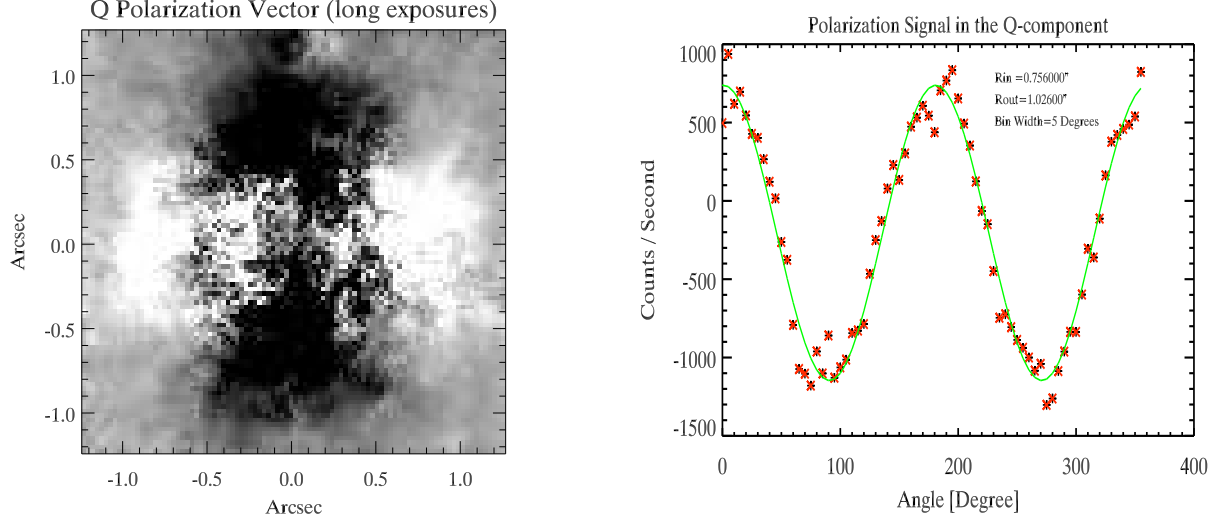 Q Polarization Vector (long exposures)
1.0
0.5
0.0
-0.5
-1.0
Arcsec
-1.0 -0.5 0.0 0.5 1.0
Arcsec
Polarization Signal in the Q-component
1000
500
0
-500
-1000
-1500
Counts / Second
Rin =0.756000"
Rout=1.02600"
Bin Width=5 Degrees
0 100 200 300 400
Angle [Degree]